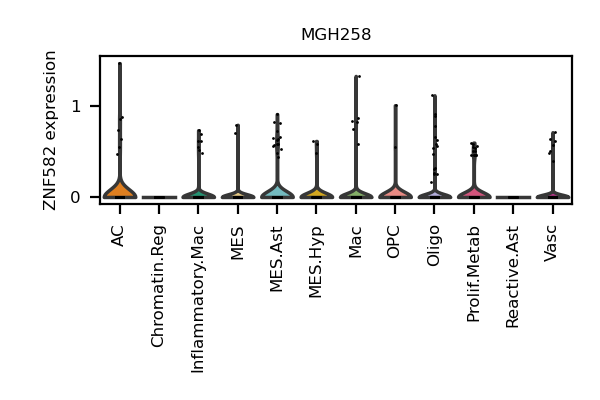 MGH258
ZNF582 expression
1
0
AC
Chromatin.Reg
Inflammatory.Mac
MES
MES.Ast
MES.Hyp
Mac
OPC
Oligo
Prolif.Metab
Reactive.Ast
Vasc